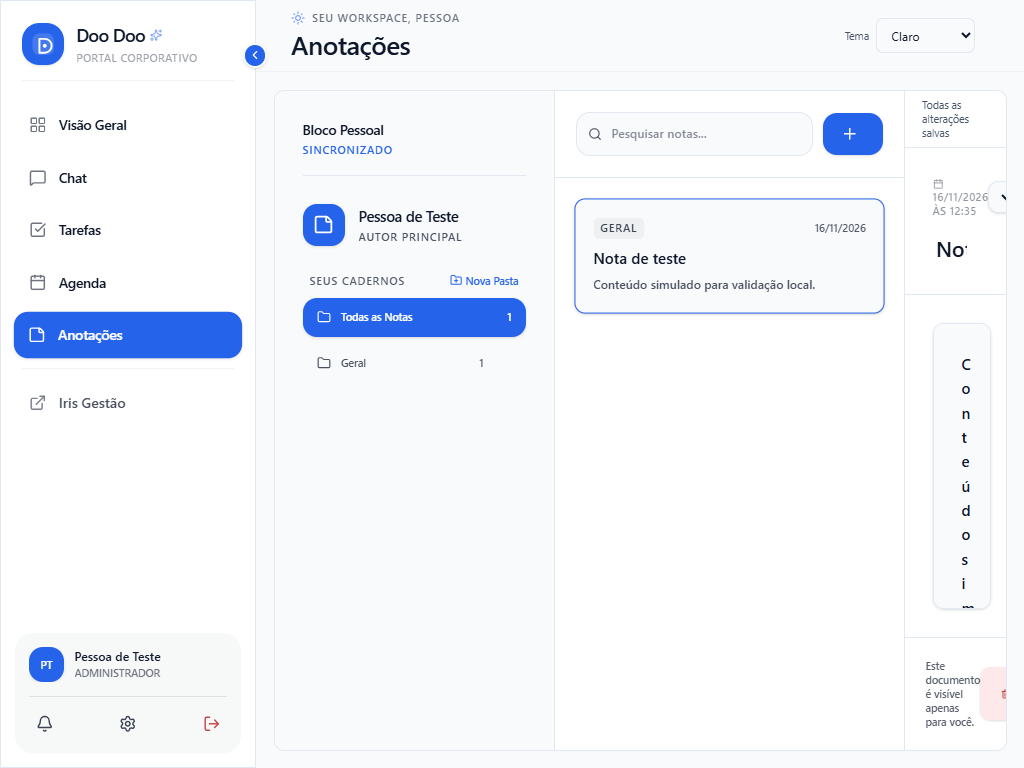 Doo Doo
PORTAL CORPORATIVO
Visão Geral
Chat
Tarefas
Agenda
Anotações
Iris Gestão
PT
Pessoa de Teste
ADMINISTRADOR
SEU WORKSPACE, PESSOA
Anotações
Tema
Claro
Bloco Pessoal
SINCRONIZADO
Pessoa de Teste
AUTOR PRINCIPAL
SEUS CADERNOS
Nova Pasta
Todas as Notas 1
Geral 1
Pesquisar notas...
GERAL 16/11/2026
Nota de teste
Conteúdo simulado para validação local.
Todas as
alterações
salvas
16/11/2026
ÀS 12:35
No
C
o
n
t
e
ú
d
o
s
i
m
Este
documento
é visível
apenas
para você.